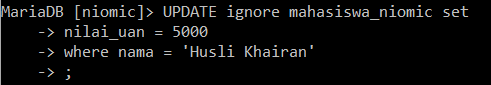 MariaDB [niomic]> UPDATE ignore mahasiswa_niomic set
-> nilai_uan = 5000
-> where nama = 'Husli Khairan'
-> ;